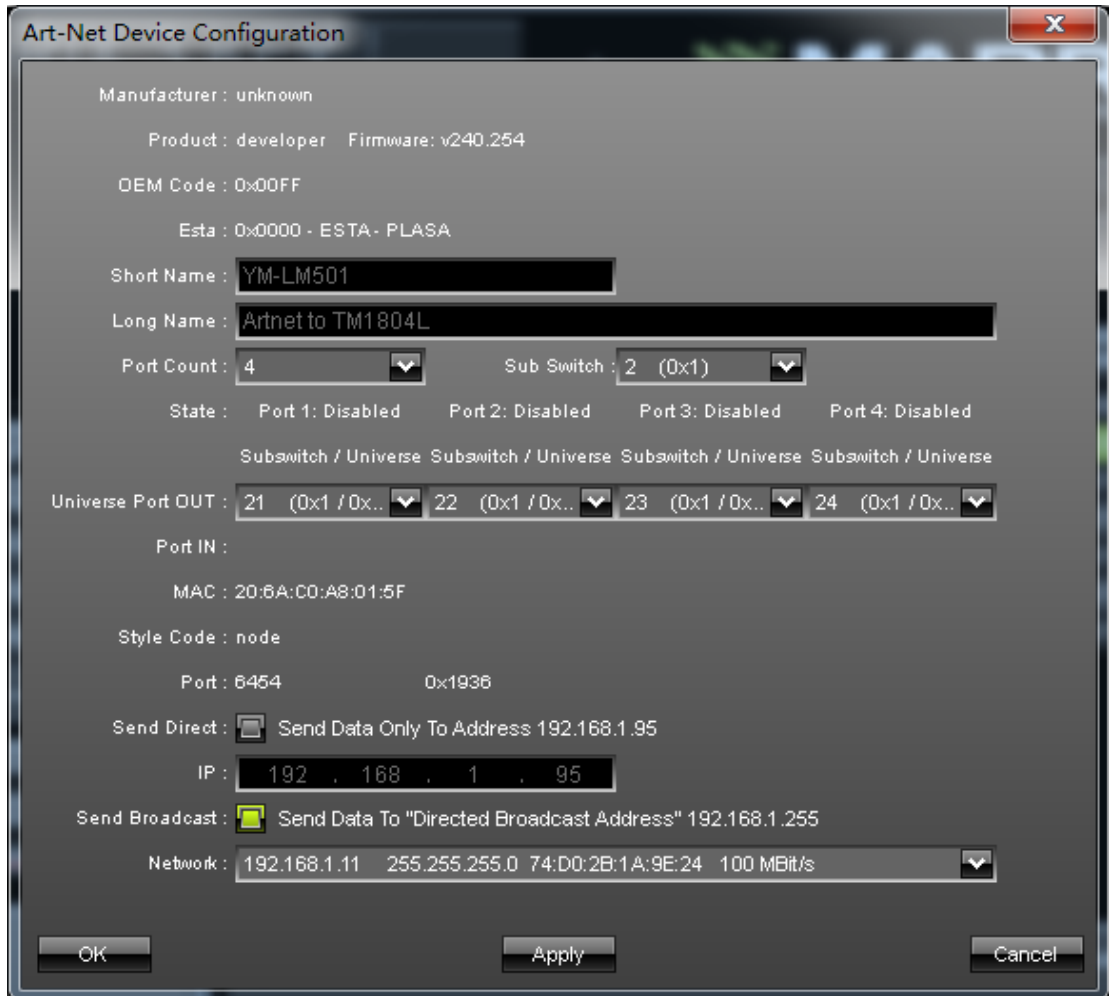 Art-Net Device Configuration
Manufacturer : unknown
Product : developer Firmware: v240.254
OEM Code : 0x00FF
Esta : 0x0000 - ESTA - PLASA
Short Name : YM-LM501
Long Name : Artnet to TM1804L
Port Count : 4 Sub Switch : 2 (0x1)
State : Port 1: Disabled Port 2: Disabled Port 3: Disabled Port 4: Disabled
Subswitch / Universe Subswitch / Universe Subswitch / Universe Subswitch / Universe
Universe Port OUT : 21 (0x1 / 0x.. 22 (0x1 / 0x.. 23 (0x1 / 0x.. 24 (0x1 / 0x..
Port IN :
MAC : 20:6A:C0:A8:01:5F
Style Code : node
Port : 6454 0x1936
Send Direct : Send Data Only To Address 192.168.1.95
IP : 192 . 168 . 1 . 95
Send Broadcast : Send Data To "Directed Broadcast Address" 192.168.1.255
Network : 192.168.1.11 255.255.255.0 74:D0:2B:1A:9E:24 100 MBit/s
OK Apply Cancel